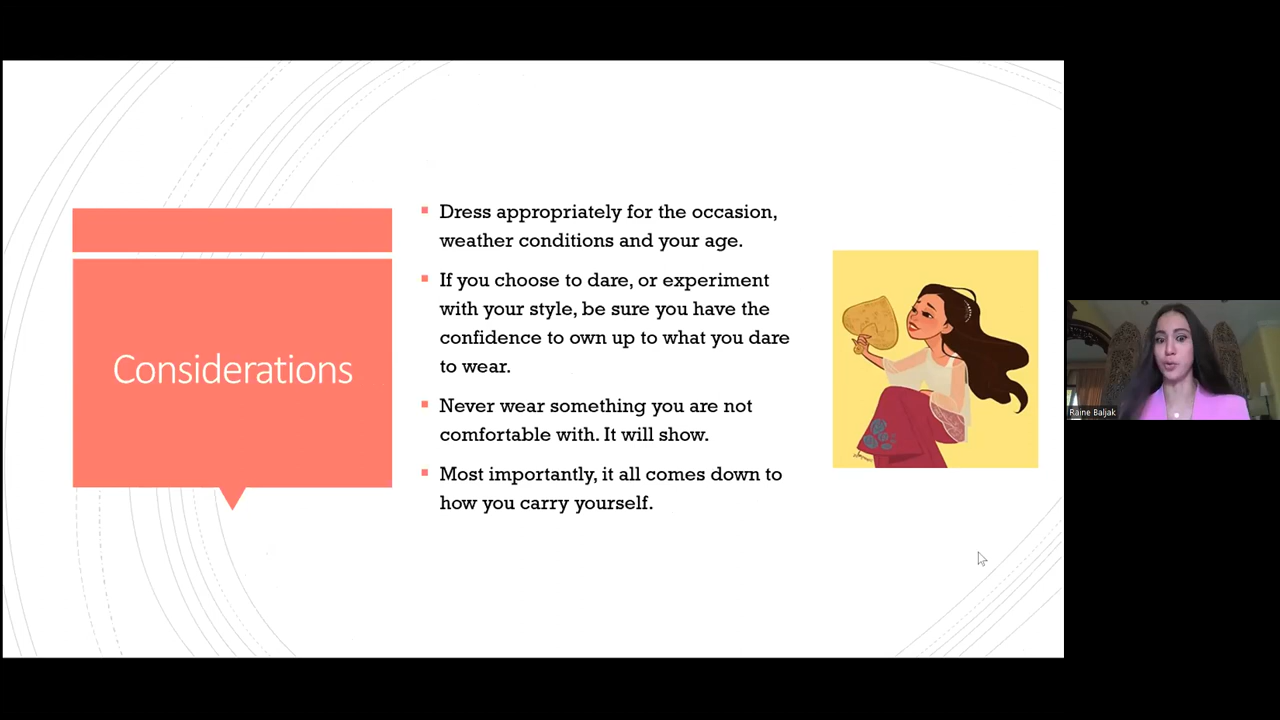 Considerations
Dress appropriately for the occasion,
weather conditions and your age.
If you choose to dare, or experiment
with your style, be sure you have the
confidence to own up to what you dare
to wear.
Never wear something you are not
comfortable with. It will show.
Most importantly, it all comes down to
how you carry yourself.
Raine Baljak